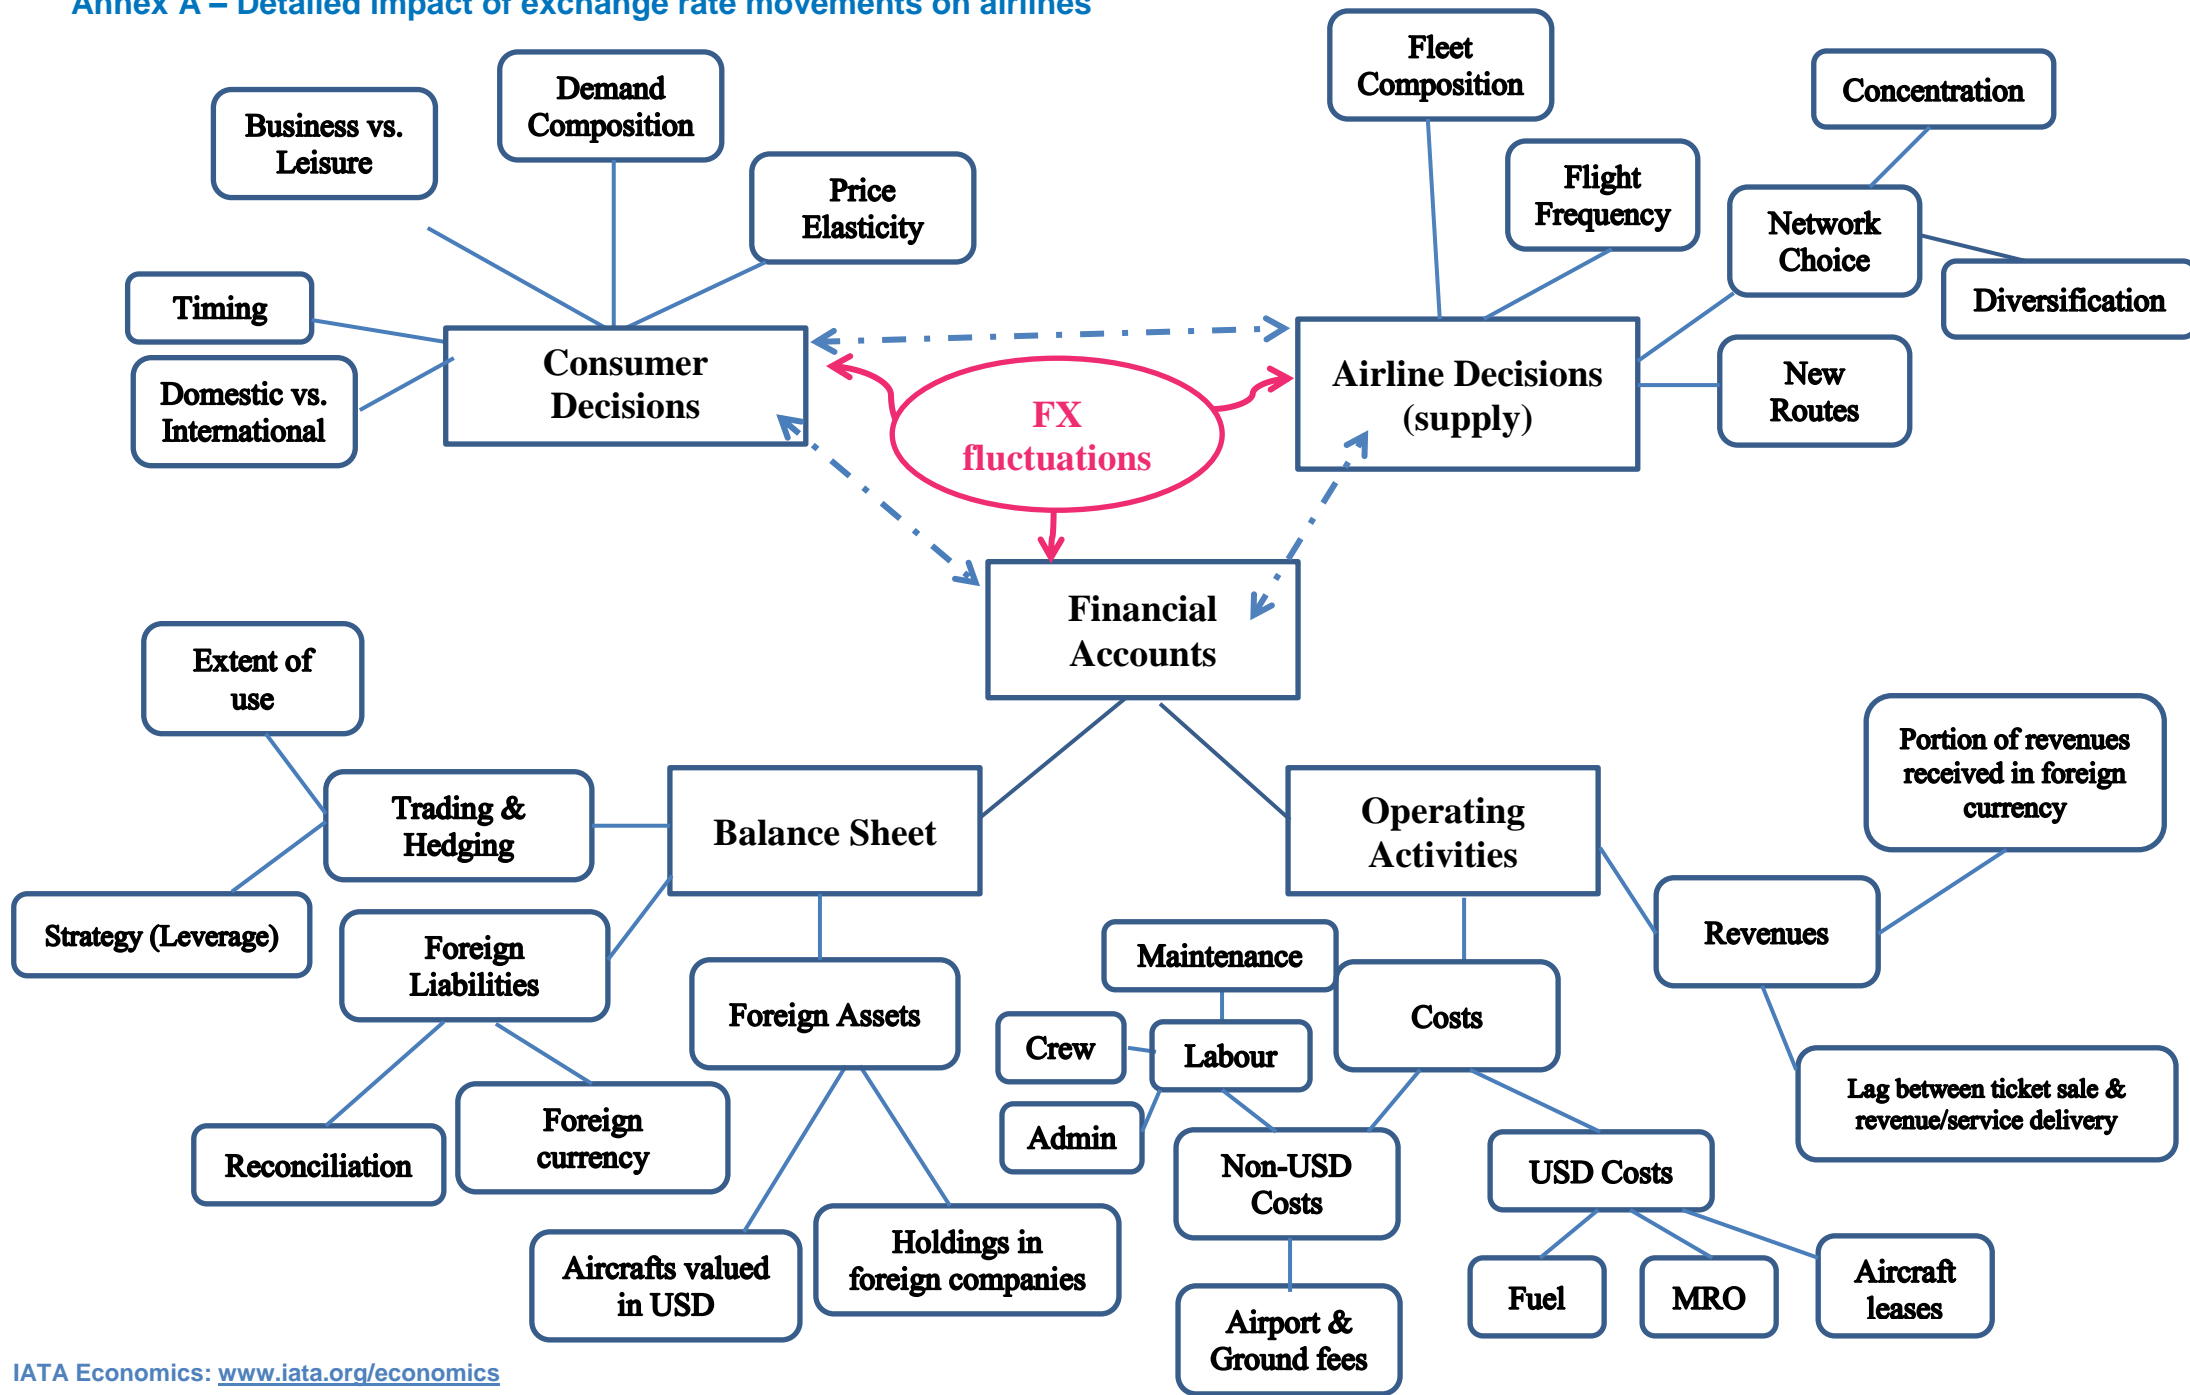 Annex A – Detailed impact of exchange rate movements on airlines
Fleet
Composition
Concentration
Demand
Composition
Business vs.
Leisure
Price
Elasticity
Flight
Frequency
Network
Choice
Timing
Diversification
Domestic vs.
International
Consumer
Decisions
FX
fluctuations
Airline Decisions
(supply)
New
Routes
Financial
Accounts
Extent of
use
Portion of revenues
received in foreign
currency
Trading &
Hedging
Balance Sheet
Operating
Activities
Strategy (Leverage)
Foreign
Liabilities
Maintenance
Revenues
Foreign Assets
Crew
Labour
Costs
Lag between ticket sale &
revenue/service delivery
Admin
Reconciliation
Foreign
currency
Non-USD
Costs
USD Costs
Aircrafts valued
in USD
Holdings in
foreign companies
Fuel
MRO
Aircraft
leases
Airport &
Ground fees
IATA Economics: www.iata.org/economics